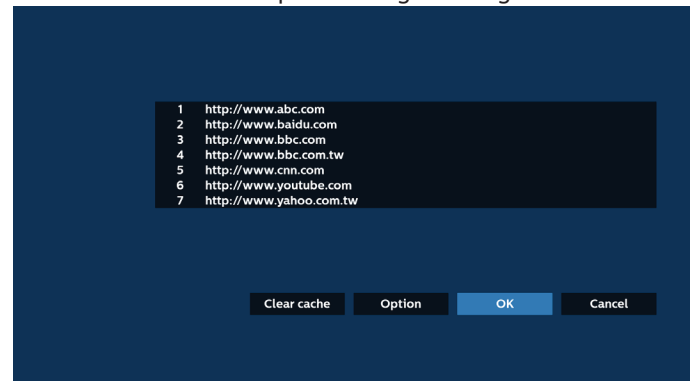 1 http://www.abc.com
2 http://www.baidu.com
3 http://www.bbc.com
4 http://www.bbc.com.tw
5 http://www.cnn.com
6 http://www.youtube.com
7 http://www.yahoo.com.tw
Clear cache Option OK Cancel